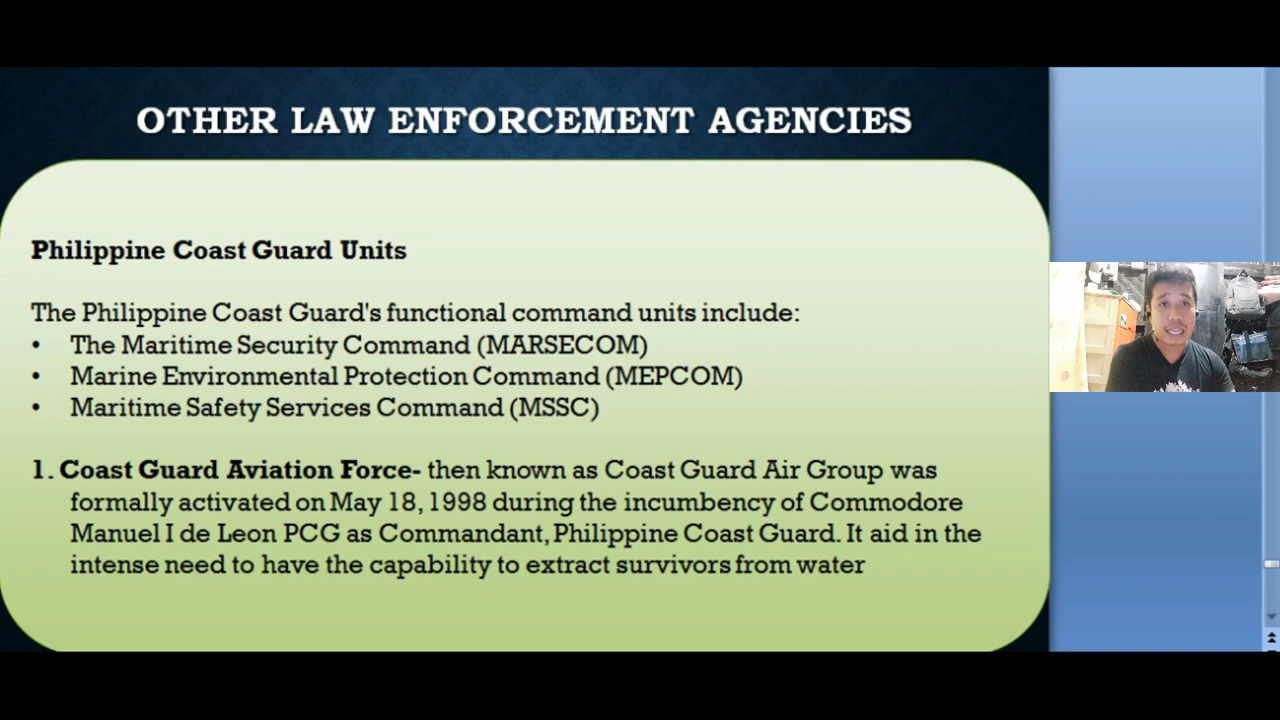 OTHER LAW ENFORCEMENT AGENCIES
Philippine Coast Guard Units
The Philippine Coast Guard's functional command units include:
• The Maritime Security Command (MARSECOM)
• Marine Environmental Protection Command (MEPCOM)
• Maritime Safety Services Command (MSSC)
1. Coast Guard Aviation Force- then known as Coast Guard Air Group was
formally activated on May 18, 1998 during the incumbency of Commodore
Manuel I de Leon PCG as Commandant, Philippine Coast Guard. It aid in the
intense need to have the capability to extract survivors from water